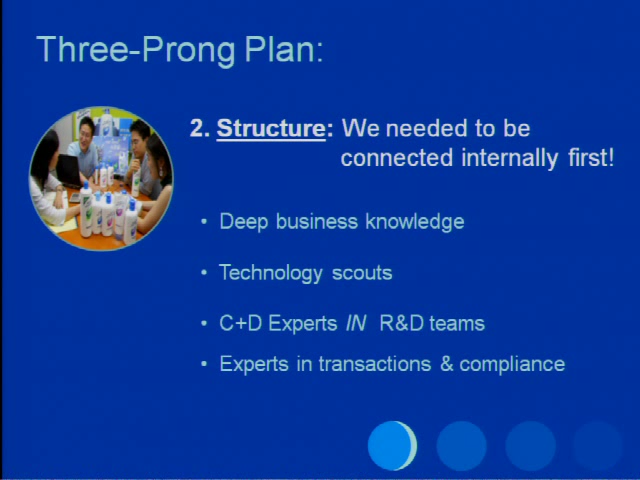 Three-Prong Plan:
2. Structure: We needed to be
connected internally first!
• Deep business knowledge
• Technology scouts
• C+D Experts IN R&D teams
• Experts in transactions & compliance